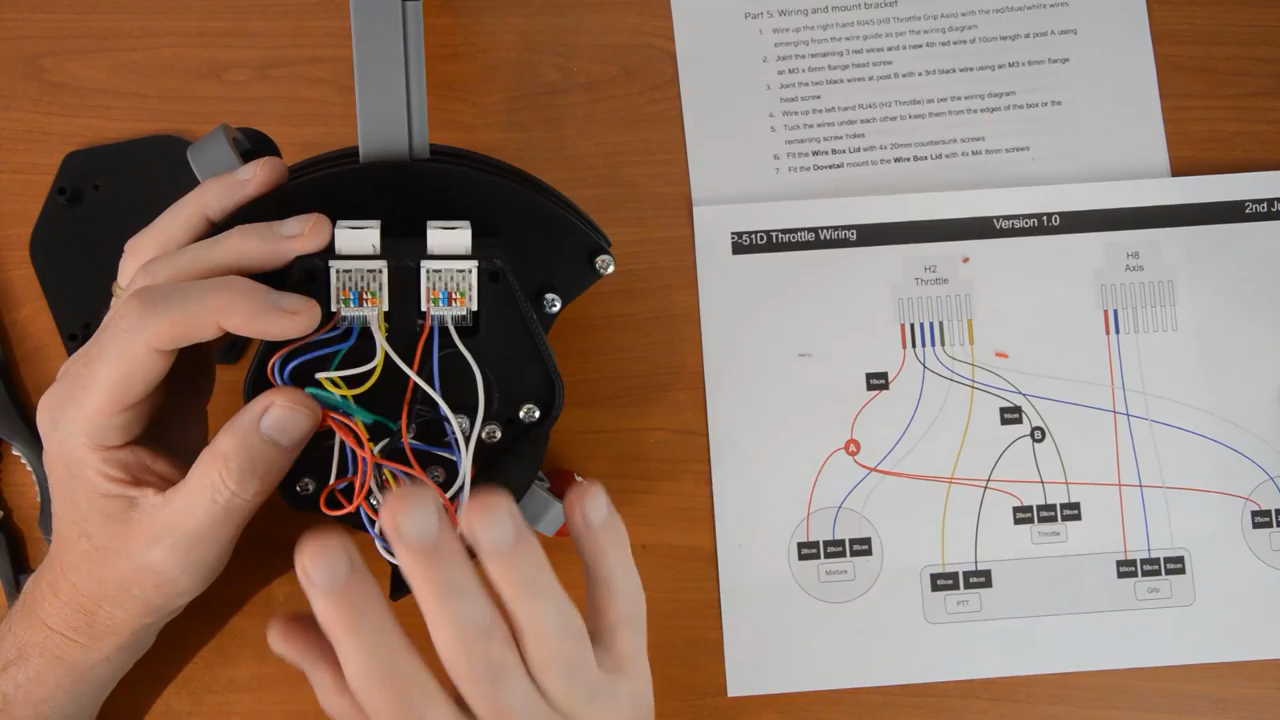 Part 5: Wiring and mount bracket
1. Wire up the right hand RJ45 (H8 Throttle Grip Axis) with the red/blue/white wires
emerging from the wire guide as per the wiring diagram
2. Joint the remaining 3 red wires and a new 4th red wire of 10cm length at post A using
an M3 x 6mm flange head screw
3. Joint the two black wires at post B with a 3rd black wire using an M3 x 6mm flange
head screw
4. Wire up the left hand RJ45 (H2 Throttle) as per the wiring diagram
5. Tuck the wires under each other to keep them from the edges of the box or the
remaining screw holes
6. Fit the Wire Box Lid with 4x 20mm countersunk screws
7. Fit the Dovetail mount to the Wire Box Lid with 4x M4 8mm screws
P-51D Throttle Wiring Version 1.0 2nd Ju
H2
Throttle
H8
Axis
10cm
10cm
A
B
20cm 20cm 20cm
Mixture
20cm 20cm 20cm
Throttle
60cm 60cm
PTT
50cm 50cm 50cm
Grip
25cm